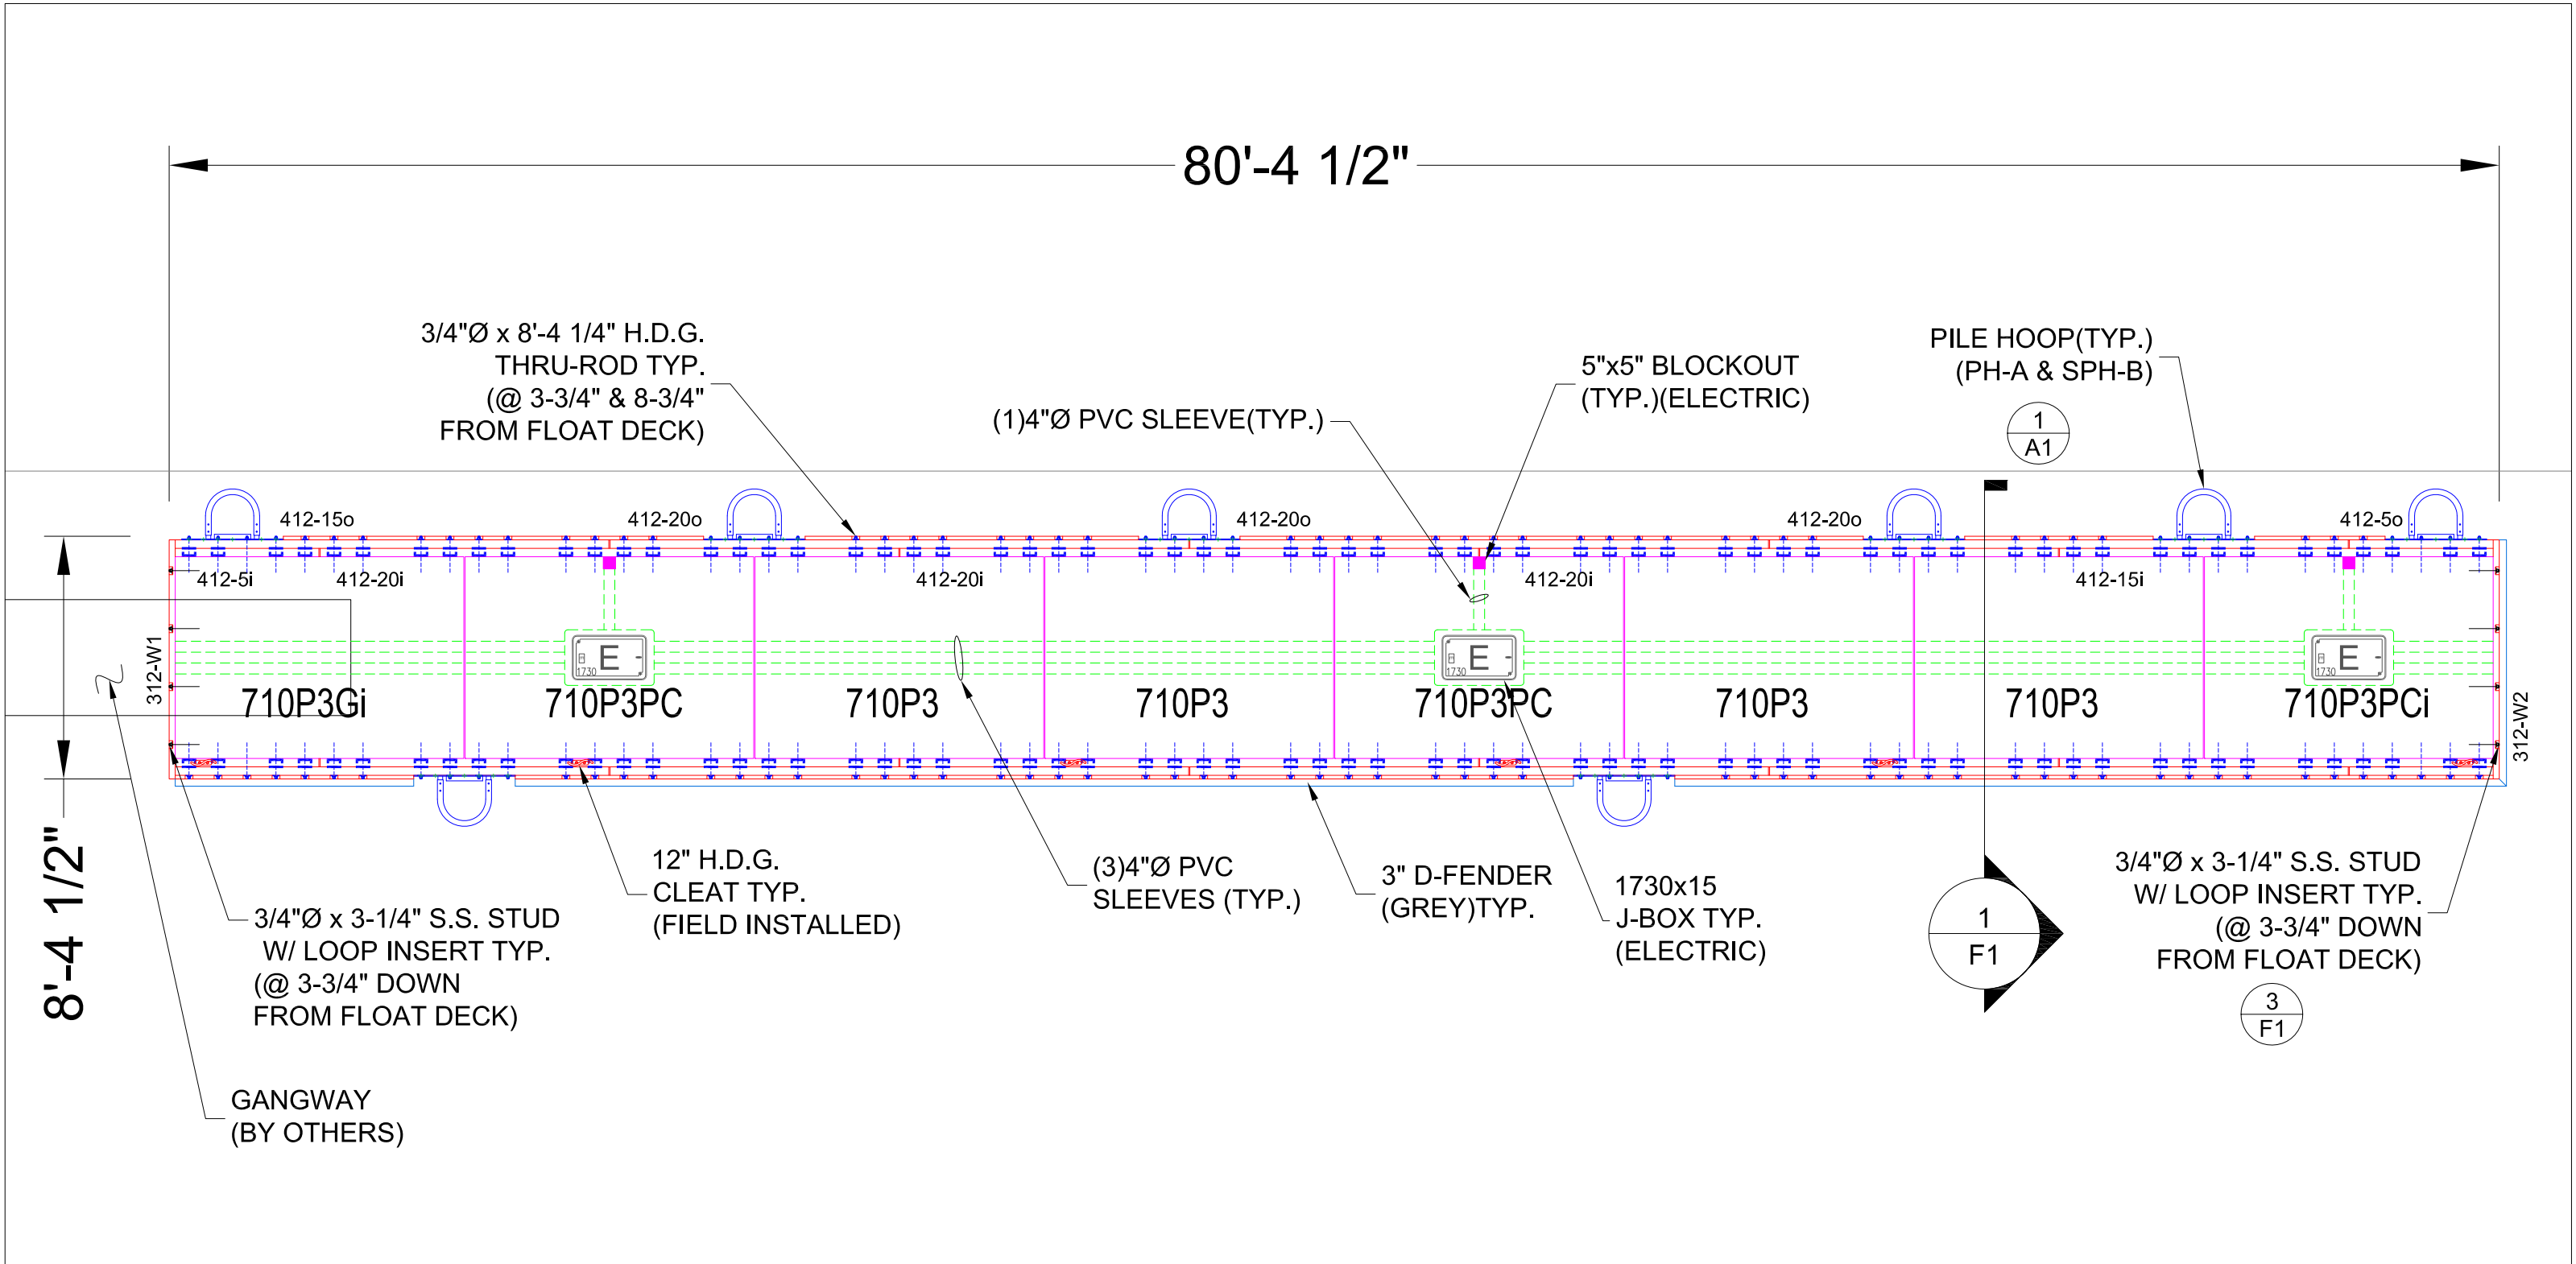 80'-4 1/2"
3/4"Ø x 8'-4 1/4" H.D.G.
THRU-ROD TYP.
(@ 3-3/4" & 8-3/4"
FROM FLOAT DECK)
(1)4"Ø PVC SLEEVE(TYP.)
5"x5" BLOCKOUT
(TYP.)(ELECTRIC)
PILE HOOP(TYP.)
(PH-A & SPH-B)
1
A1
412-15o
412-20o
412-20o
412-20o
412-5o
412-5i
412-20i
412-20i
412-20i
412-15i
312-W1
E
1730
E
1730
E
1730
710P3Gi
710P3PC
710P3
710P3
710P3PC
710P3
710P3
710P3PCi
312-W2
8'-4 1/2"
3/4"Ø x 3-1/4" S.S. STUD
W/ LOOP INSERT TYP.
(@ 3-3/4" DOWN
FROM FLOAT DECK)
12" H.D.G.
CLEAT TYP.
(FIELD INSTALLED)
(3)4"Ø PVC
SLEEVES (TYP.)
3" D-FENDER
(GREY)TYP.
1730x15
J-BOX TYP.
(ELECTRIC)
1
F1
3/4"Ø x 3-1/4" S.S. STUD
W/ LOOP INSERT TYP.
(@ 3-3/4" DOWN
FROM FLOAT DECK)
3
F1
GANGWAY
(BY OTHERS)